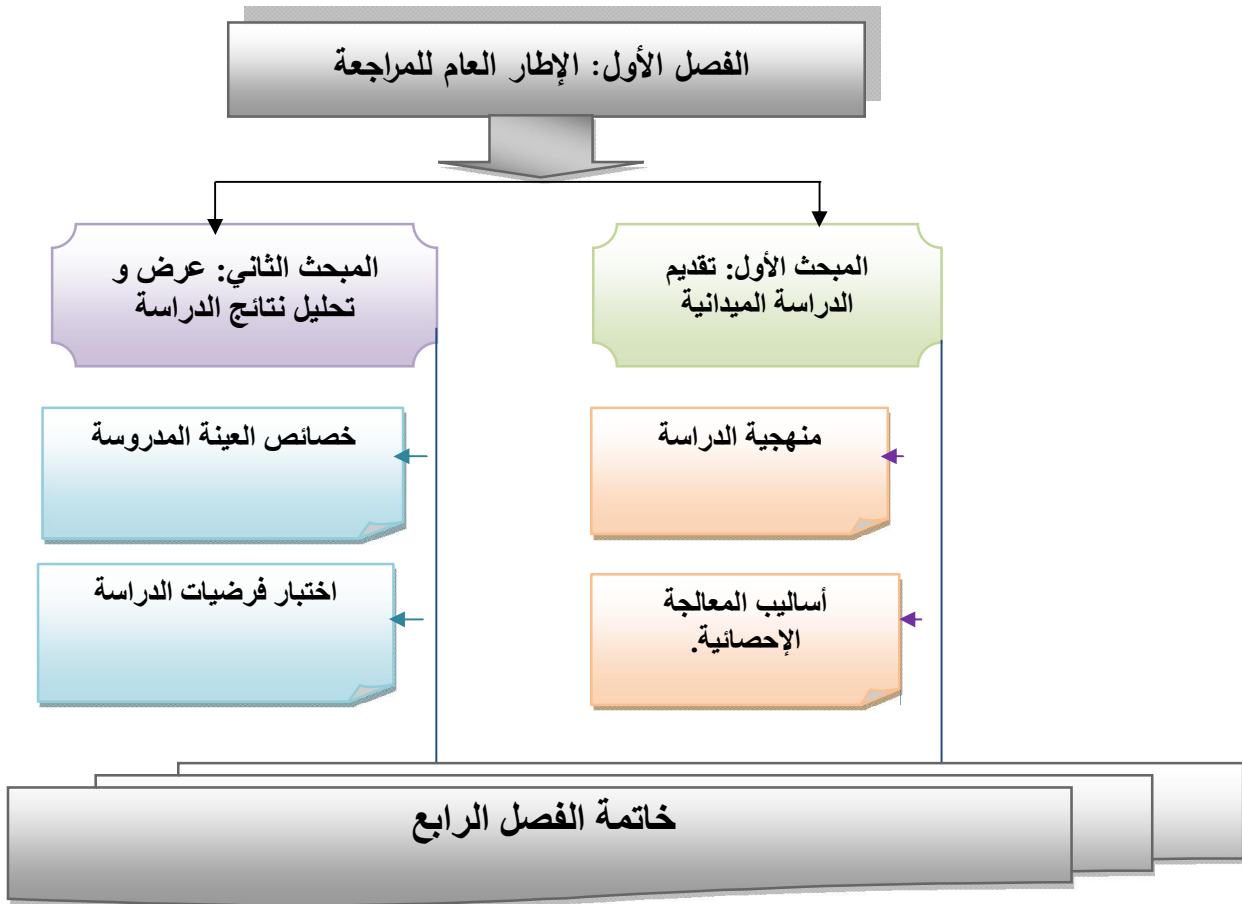 الفصل الأول: الإطار العام للمراجعة
المبحث الأول: تقديم
الدراسة الميدانية
المبحث الثاني: عرض و
تحليل نتائج الدراسة
منهجية الدراسة
خصائص العينة المدروسة
أساليب المعالجة
الإحصائية.
اختبار فرضيات الدراسة
خاتمة الفصل الرابع